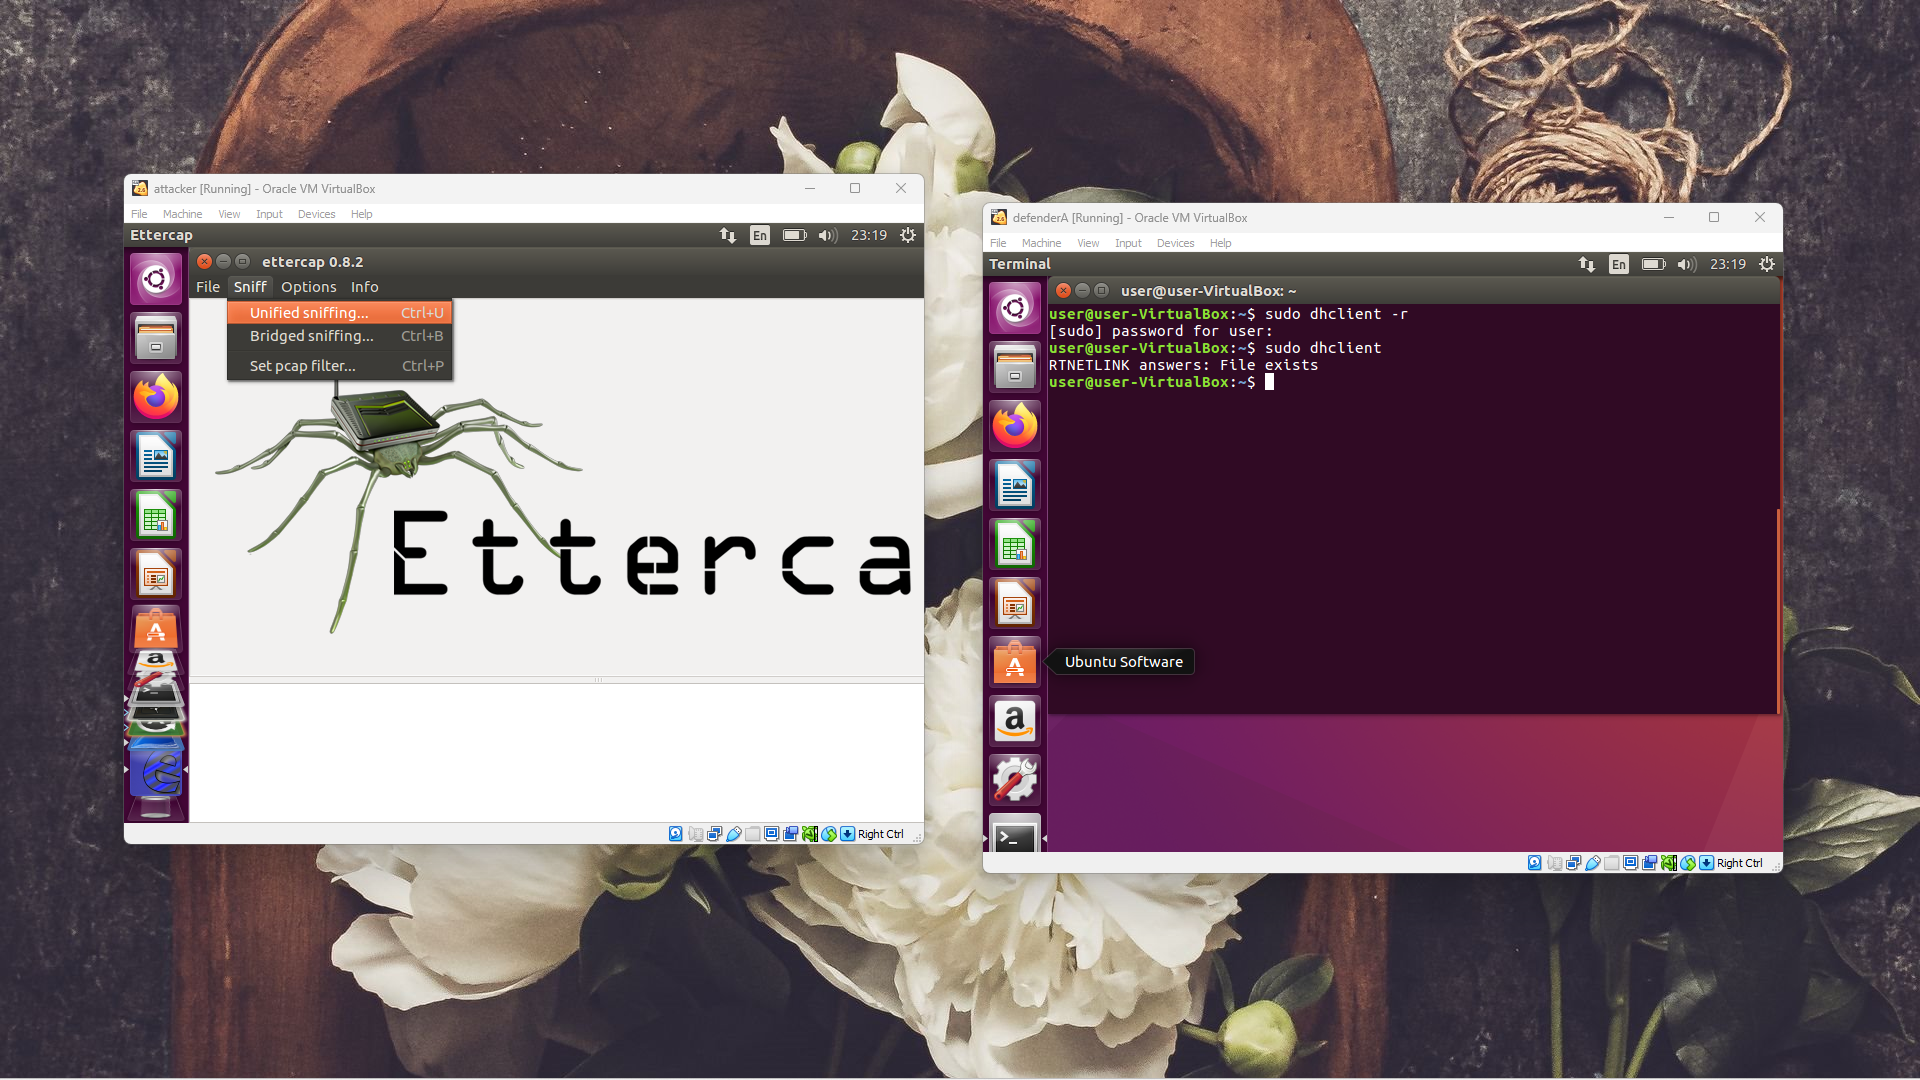 attacker [Running] - Oracle VM VirtualBox
File Machine View Input Devices Help
Ettercap
En
23:19
ettercap 0.8.2
File Sniff Options Info
Unified sniffing... Ctrl+U
Bridged sniffing... Ctrl+B
Set pcap filter... Ctrl+P
Etterca
Right Ctrl
defenderA [Running] - Oracle VM VirtualBox
File Machine View Input Devices Help
Terminal
En
23:19
user@user-VirtualBox: ~
user@user-VirtualBox:~$ sudo dhclient -r
[sudo] password for user:
user@user-VirtualBox:~$ sudo dhclient
RTNETLINK answers: File exists
user@user-VirtualBox:~$
Ubuntu Software
Right Ctrl